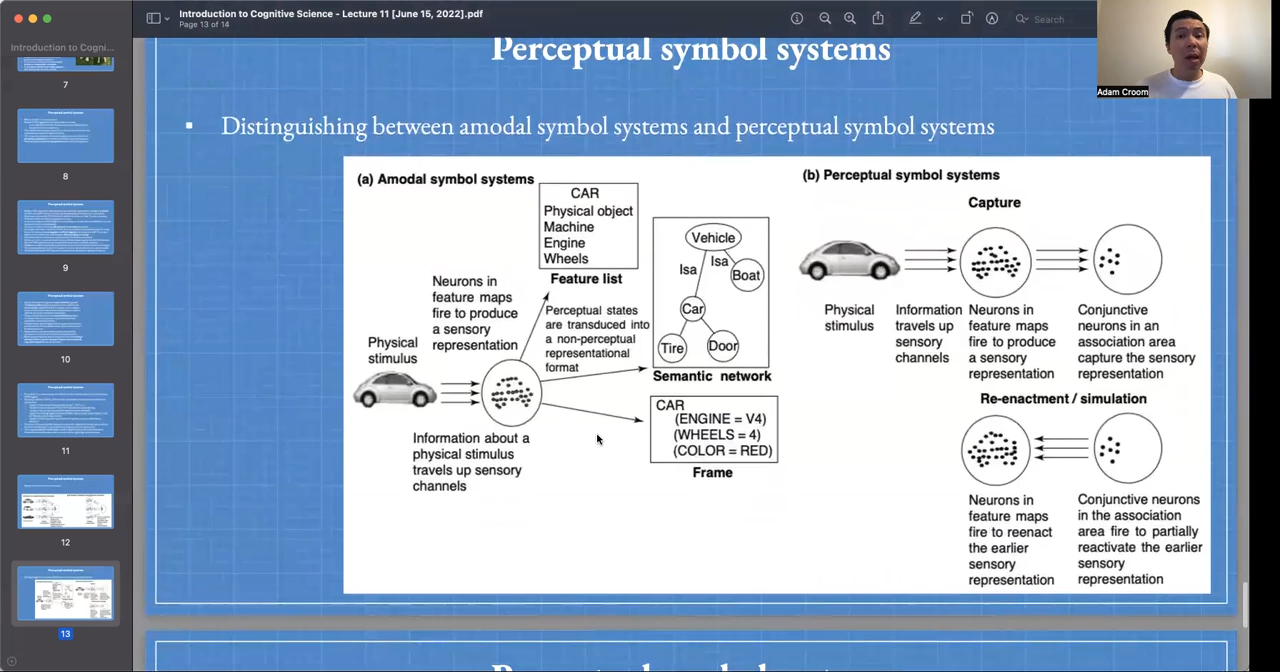 Introduction to Cognitive Science - Lecture 11 [June 15, 2022].pdf
Page 13 of 14
Search
Introduction to Cogni...
7
8
9
10
11
12
13
Adam Croom
Perceptual symbol systems
Distinguishing between amodal symbol systems and perceptual symbol systems
(a) Amodal symbol systems
CAR
Physical object
Machine
Engine
Wheels
Feature list
Neurons in
feature maps
fire to produce
a sensory
representation
Perceptual states
are transduced into
a non-perceptual
representational
format
Physical
stimulus
Information about a
physical stimulus
travels up sensory
channels
Vehicle
Isa
Isa
Boat
Car
Tire
Door
Semantic network
CAR
(ENGINE = V4)
(WHEELS = 4)
(COLOR = RED)
Frame
(b) Perceptual symbol systems
Capture
Physical
stimulus
Information
travels up
sensory
channels
Neurons in
feature maps
fire to produce
a sensory
representation
Conjunctive
neurons in an
association area
capture the sensory
representation
Re-enactment / simulation
Neurons in
feature maps
fire to reenact
the earlier
sensory
representation
Conjunctive neurons
in the association
area fire to partially
reactivate the earlier
sensory
representation